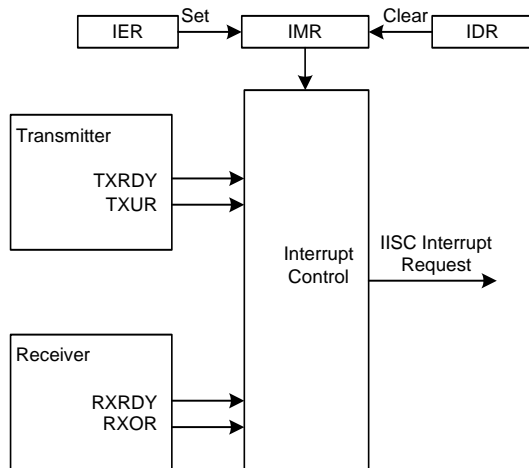 IER
Set
IMR
Clear
IDR
Transmitter
TXRDY
TXUR
Interrupt
Control
IISC Interrupt
Request
Receiver
RXRDY
RXOR